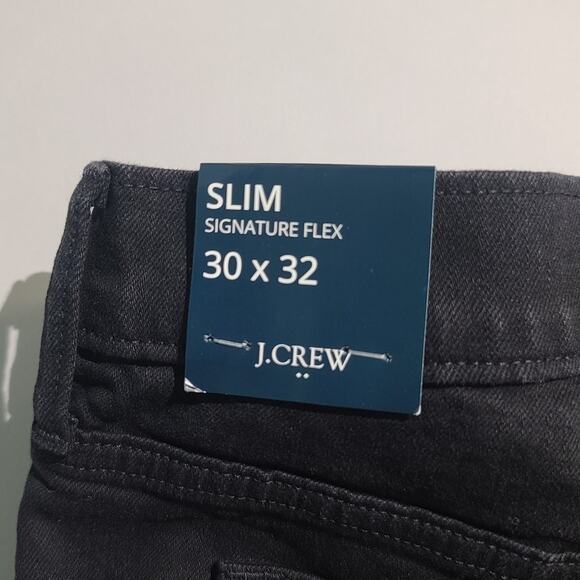 SLIM
SIGNATURE FLEX
30 x 32
J.CREW